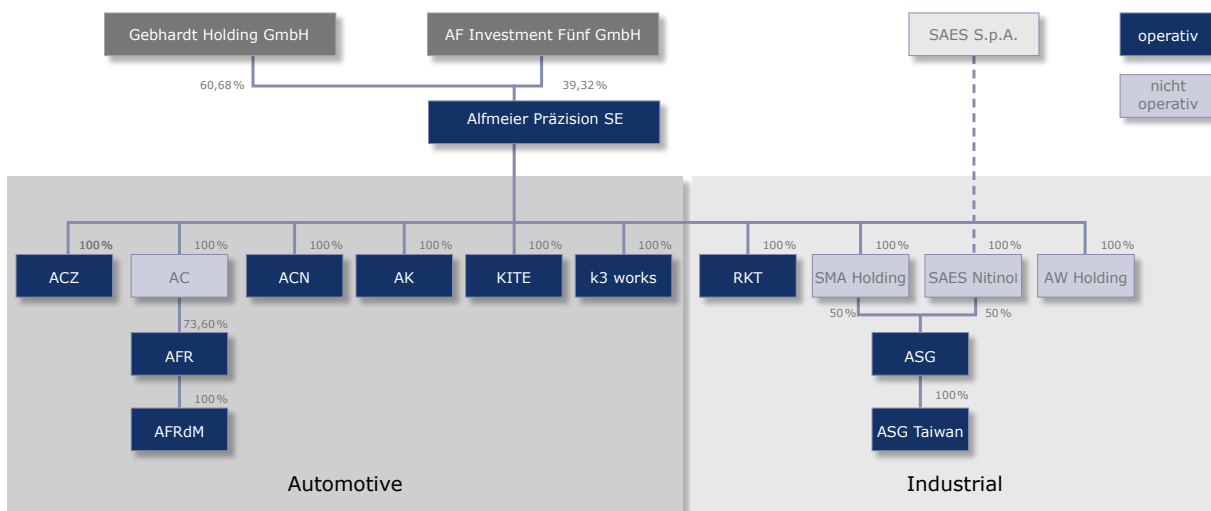 Gebhardt Holding GmbH
AF Investment Fünf GmbH
SAES S.p.A.
operativ
60,68%
39,32%
nicht
operativ
Alfmeier Präzision SE
100%
100%
100%
100%
100%
100%
100%
100%
100%
100%
ACZ
AC
ACN
AK
KITE
k3 works
RKT
SMA Holding
SAES Nitinol
AW Holding
73,60%
50%
50%
AFR
ASG
100%
100%
AFRdM
ASG Taiwan
Automotive
Industrial